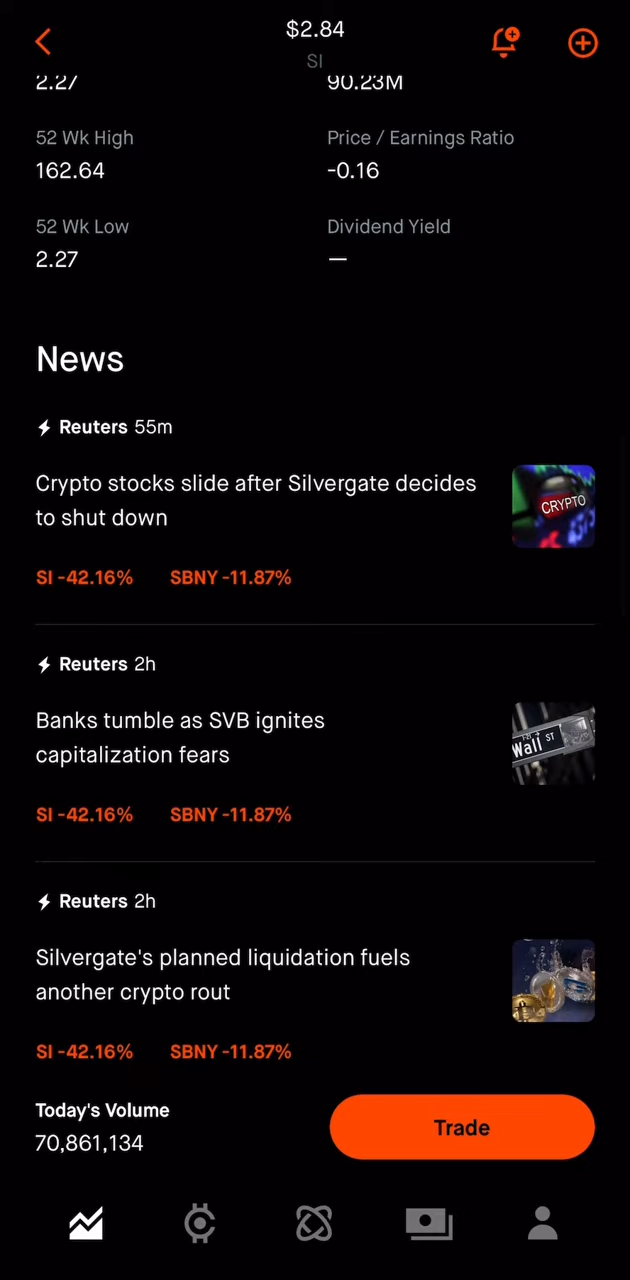 $2.84
SI
2.27 90.23M
52 Wk High Price / Earnings Ratio
162.64 -0.16
52 Wk Low Dividend Yield
2.27 —
News
Reuters 55m
Crypto stocks slide after Silvergate decides
to shut down
CRYPTO
SI -42.16% SBNY -11.87%
Reuters 2h
Banks tumble as SVB ignites
capitalization fears
Wall ST
SI -42.16% SBNY -11.87%
Reuters 2h
Silvergate's planned liquidation fuels
another crypto rout
SI -42.16% SBNY -11.87%
Today's Volume
70,861,134
Trade